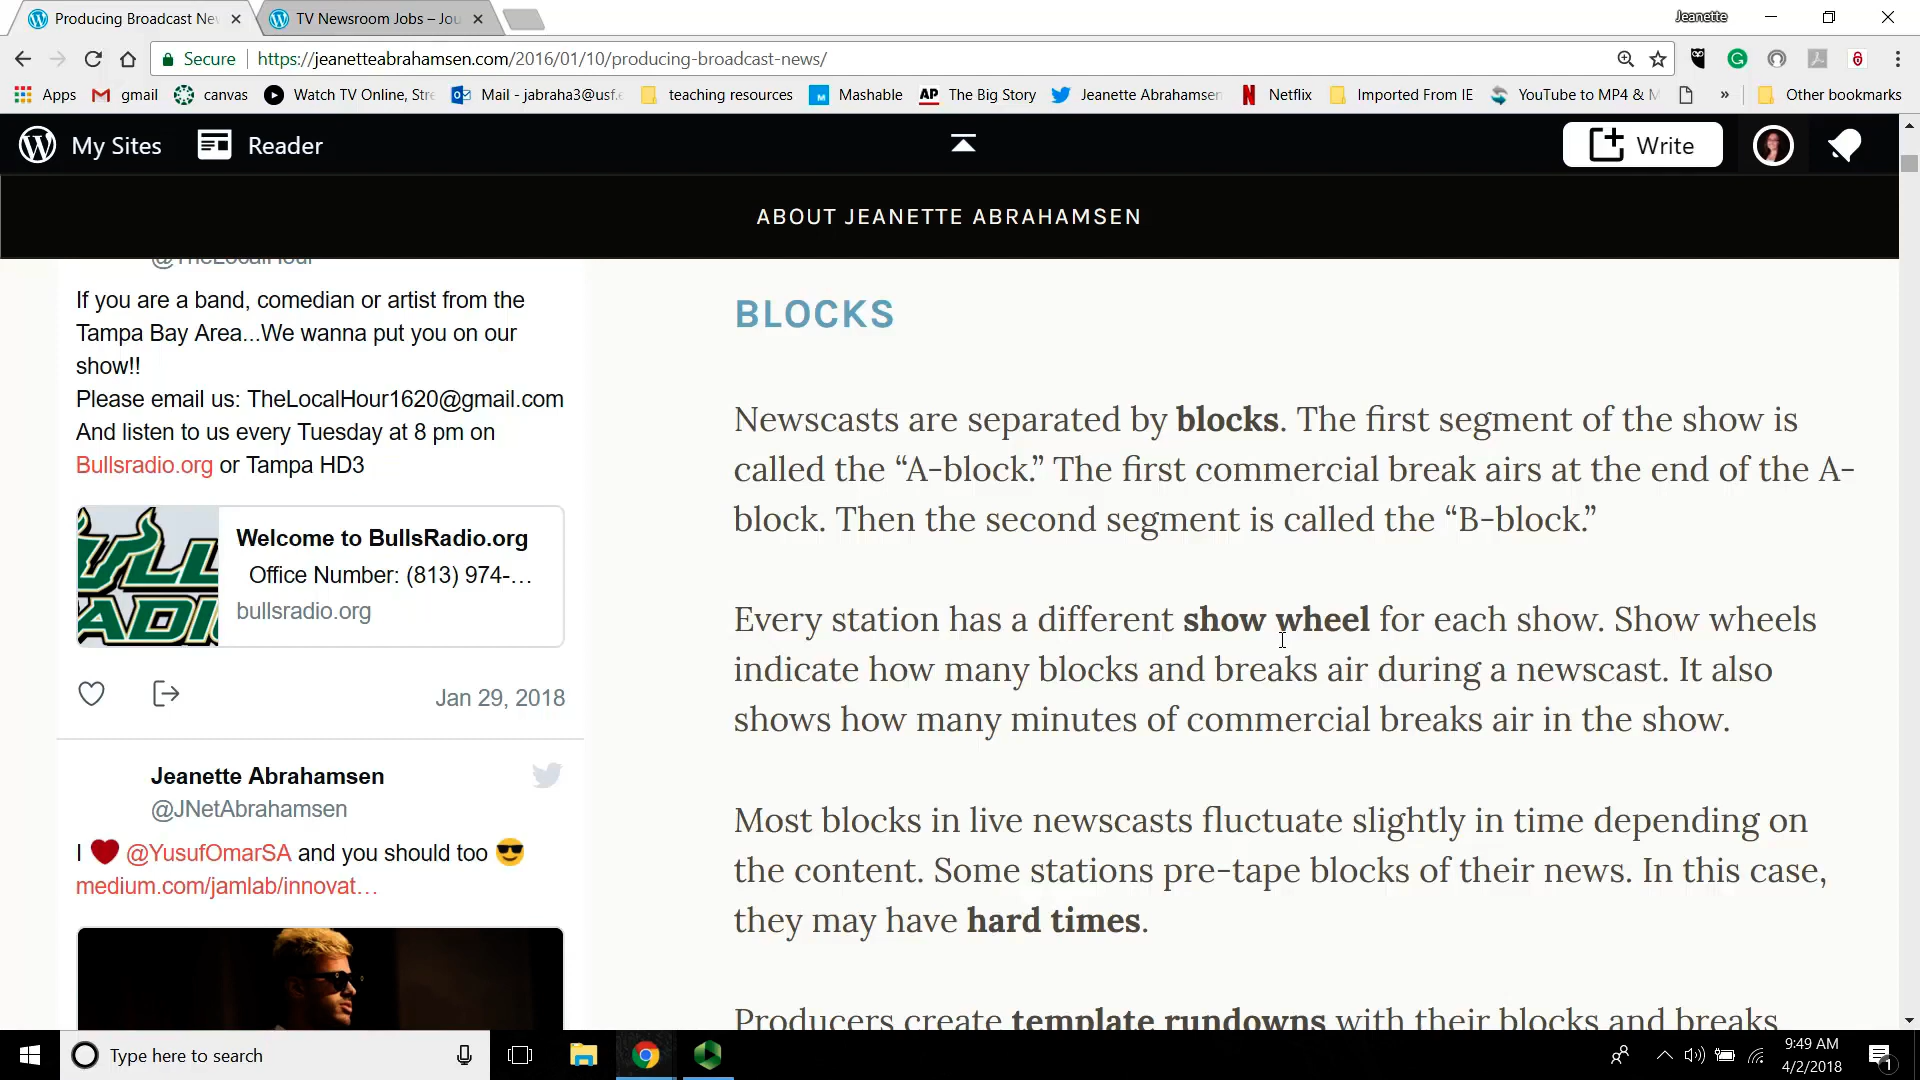 Producing Broadcast Ne
TV Newsroom Jobs – Jou
Jeanette
Secure
https://jeanetteabrahamsen.com/2016/01/10/producing-broadcast-news/
Apps
gmail
canvas
Watch TV Online, Stre
Mail - jabraha3@usf.e
teaching resources
Mashable
AP
The Big Story
Jeanette Abrahamsen
Netflix
Imported From IE
YouTube to MP4 & M
»
Other bookmarks
My Sites
Reader
Write
ABOUT JEANETTE ABRAHAMSEN
@TheLocalHour
If you are a band, comedian or artist from the
Tampa Bay Area...We wanna put you on our
show!!
Please email us: TheLocalHour1620@gmail.com
And listen to us every Tuesday at 8 pm on
Bullsradio.org or Tampa HD3
Welcome to BullsRadio.org
Office Number: (813) 974-…
bullsradio.org
Jan 29, 2018
Jeanette Abrahamsen
@JNetAbrahamsen
I ❤ @YusufOmarSA and you should too 😎
medium.com/jamlab/innovat…
BLOCKS
Newscasts are separated by blocks. The first segment of the show is
called the “A-block.” The first commercial break airs at the end of the A-
block. Then the second segment is called the “B-block.”
Every station has a different show wheel for each show. Show wheels
indicate how many blocks and breaks air during a newscast. It also
shows how many minutes of commercial breaks air in the show.
Most blocks in live newscasts fluctuate slightly in time depending on
the content. Some stations pre-tape blocks of their news. In this case,
they may have hard times.
Producers create template rundowns with their blocks and breaks
Type here to search
9:49 AM
4/2/2018
1